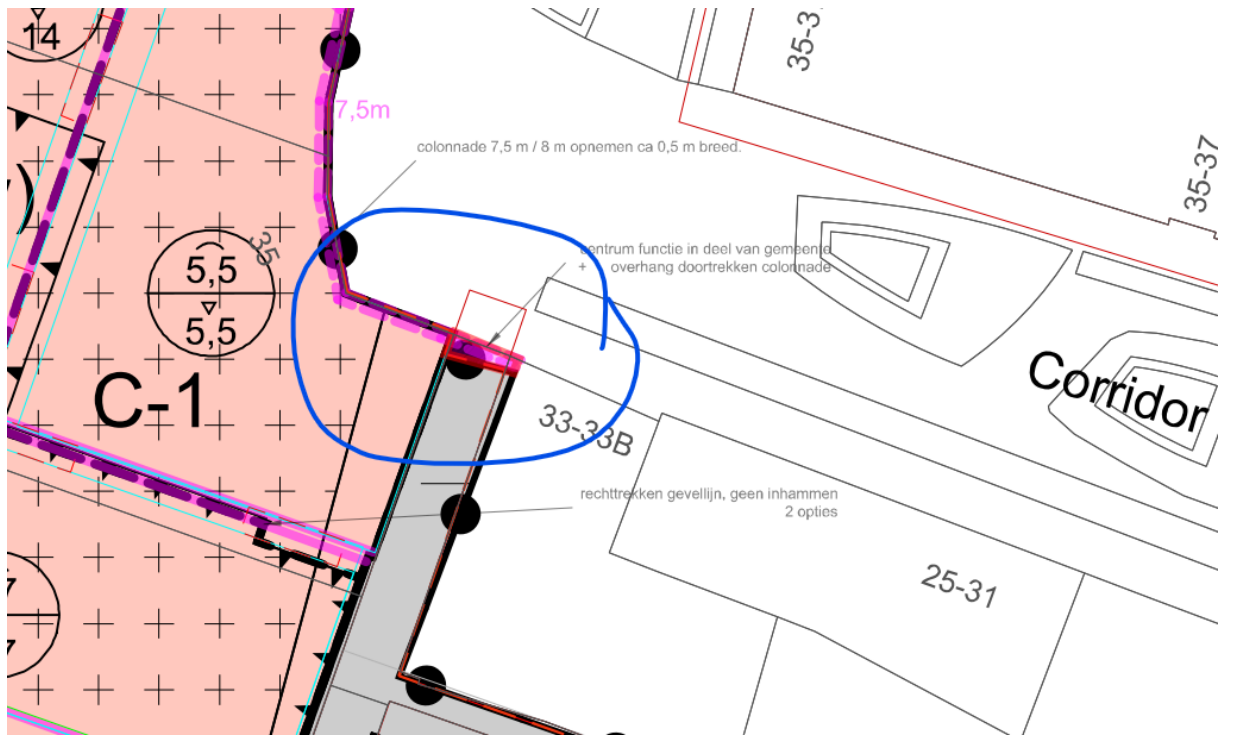 14
35-3
7,5m
colonnade 7,5 m / 8 m opnemen ca 0,5 m breed.
35-37
35
centrum functie in deel van gemeente
+ overhang doortrekken colonnade
5,5
5,5
C-1
Corridor
33-33B
rechttrekken gevellijn, geen inhammen
2 opties
25-31